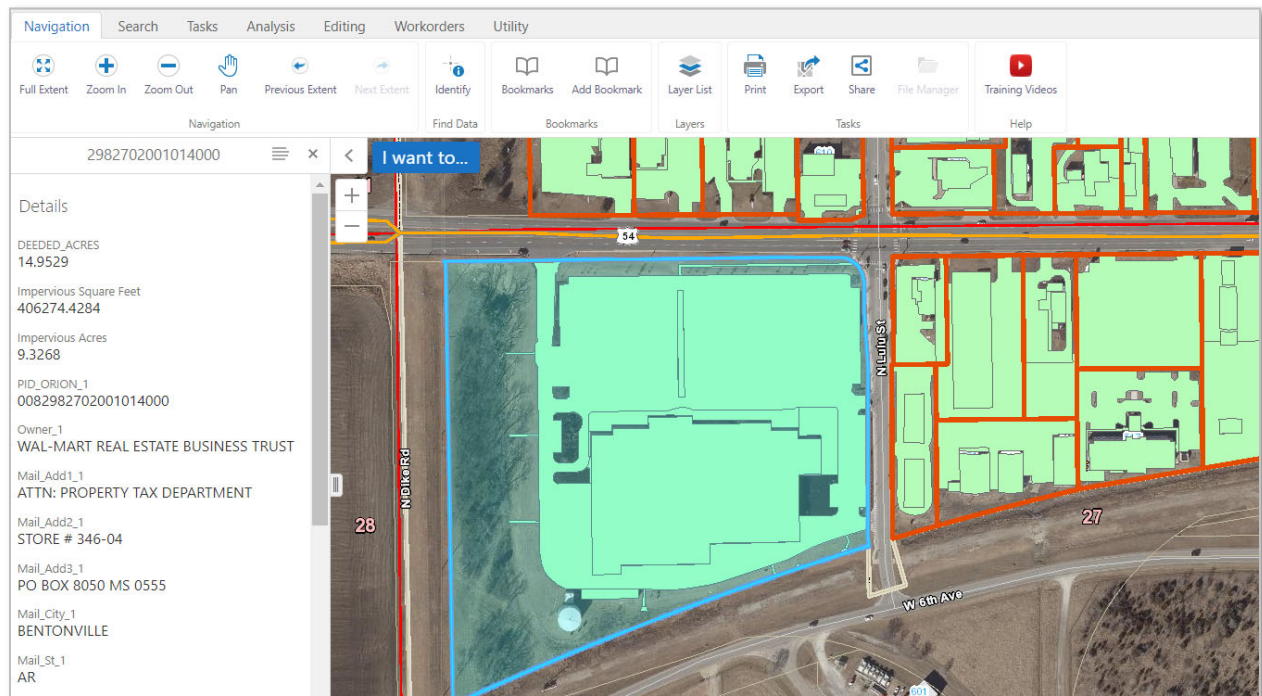 Navigation Search Tasks Analysis Editing Workorders Utility
Full Extent Zoom In Zoom Out Pan Previous Extent Next Extent Identify Bookmarks Add Bookmark Layer List Print Export Share File Manager Training Videos
Navigation Find Data Bookmarks Layers Tasks Help
2982702001014000
I want to...
Details
DEEDED_ACRES
14.9529
Impervious Square Feet
406274.4284
Impervious Acres
9.3268
PID_ORION_1
0082982702001014000
Owner_1
WAL-MART REAL ESTATE BUSINESS TRUST
Mail_Add1_1
ATTN: PROPERTY TAX DEPARTMENT
Mail_Add2_1
STORE # 346-04
Mail_Add3_1
PO BOX 8050 MS 0555
Mail_City_1
BENTONVILLE
Mail_St_1
AR
610
54
N Lulu St
N Dike Rd
28
27
W 6th Ave
601